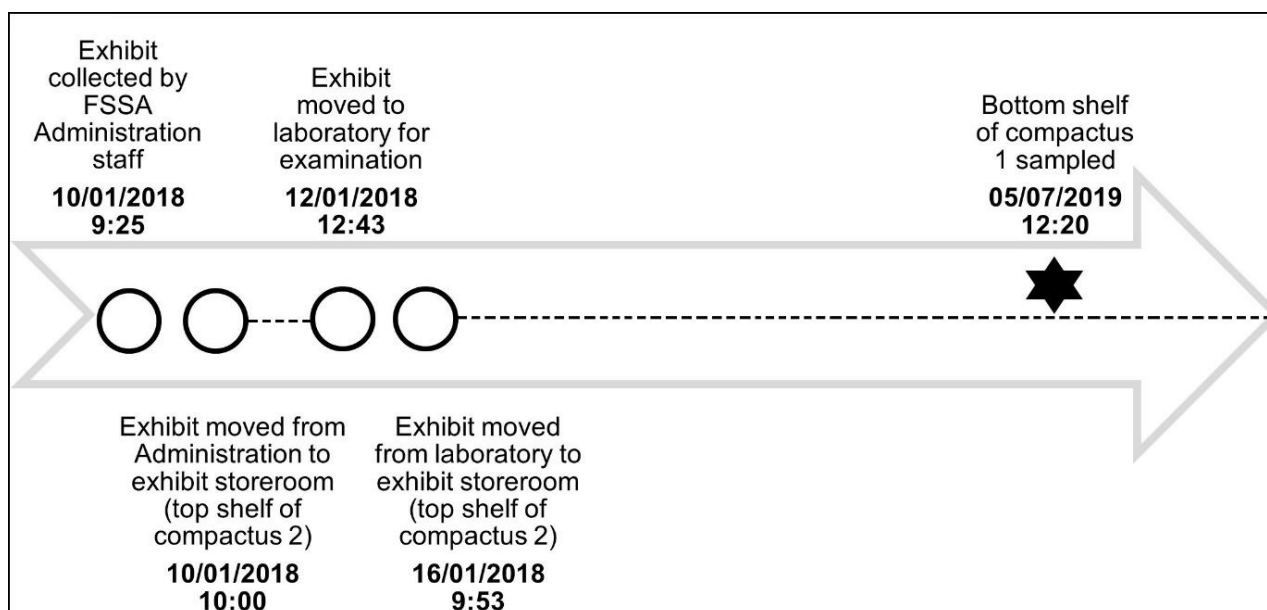 Exhibit
collected by
FSSA
Administration
staff
10/01/2018
9:25
Exhibit
moved to
laboratory for
examination
12/01/2018
12:43
Bottom shelf
of compactus
1 sampled
05/07/2019
12:20
Exhibit moved from
Administration to
exhibit storeroom
(top shelf of
compactus 2)
10/01/2018
10:00
Exhibit moved
from laboratory to
exhibit storeroom
(top shelf of
compactus 2)
16/01/2018
9:53